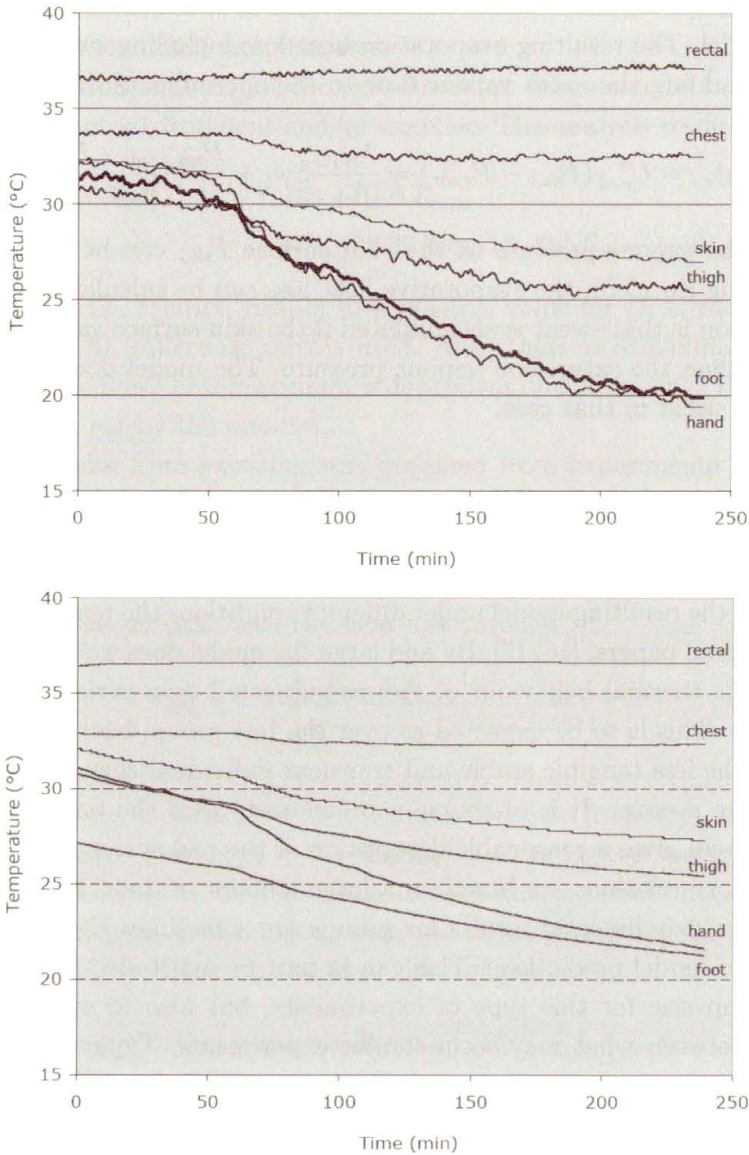 40
rectal
35
chest
30
skin
thigh
25
foot
20
hand
15
Temperature (°C)
0 50 100 150 200 250
Time (min)
40
rectal
35
chest
30
skin
thigh
25
hand
foot
20
15
Temperature (°C)
0 50 100 150 200 250
Time (min)